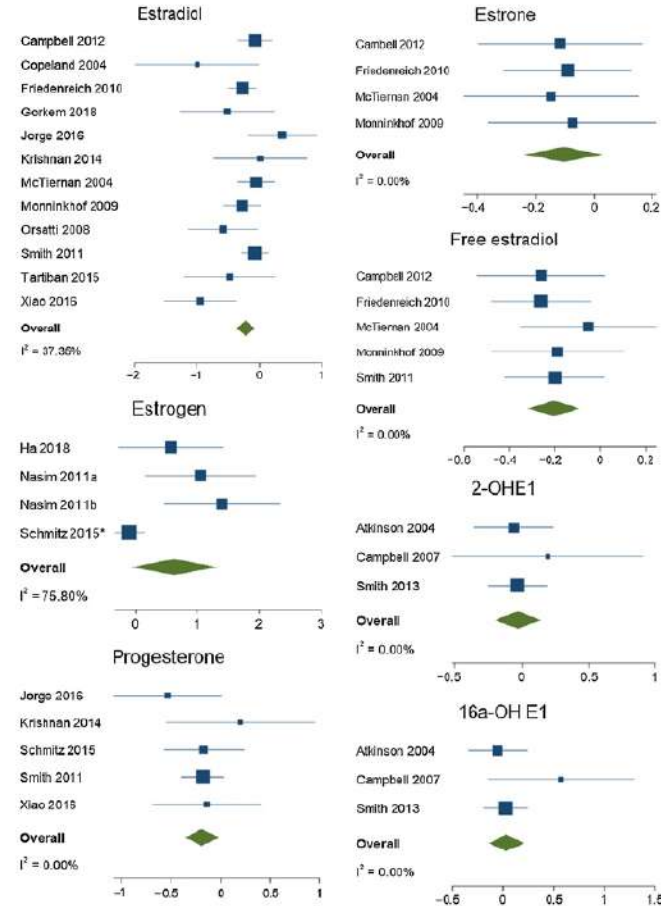 Estradiol
Campbell 2012
Copeland 2004
Friedenreich 2010
Gorkem 2018
Jorge 2016
Krishnan 2014
McTiernan 2004
Monninkhof 2009
Orsatti 2008
Smith 2011
Tartiban 2015
Xiao 2016
Overall
I² = 37.36%
−2 −1 0 1
Estrogen
Ha 2018
Nasim 2011a
Nasim 2011b
Schmitz 2015*
Overall
I² = 75.80%
0 1 2 3
Progesterone
Jorge 2016
Krishnan 2014
Schmitz 2015
Smith 2011
Xiao 2016
Overall
I² = 0.00%
−1 −0.5 0 0.5 1
Estrone
Cambell 2012
Friedenreich 2010
McTiernan 2004
Monninkhof 2009
Overall
I² = 0.00%
−0.4 −0.2 0 0.2
Free estradiol
Campbell 2012
Friedenreich 2010
McTiernan 2004
Monninkhof 2009
Smith 2011
Overall
I² = 0.00%
−0.4 −0.2 0 0.2
2-OHE1
Atkinson 2004
Campbell 2007
Smith 2013
Overall
I² = 0.00%
−0.5 0 0.5 1
16a-OH E1
Atkinson 2004
Campbell 2007
Smith 2013
Overall
I² = 0.00%
−0.5 0 0.5 1 1.5